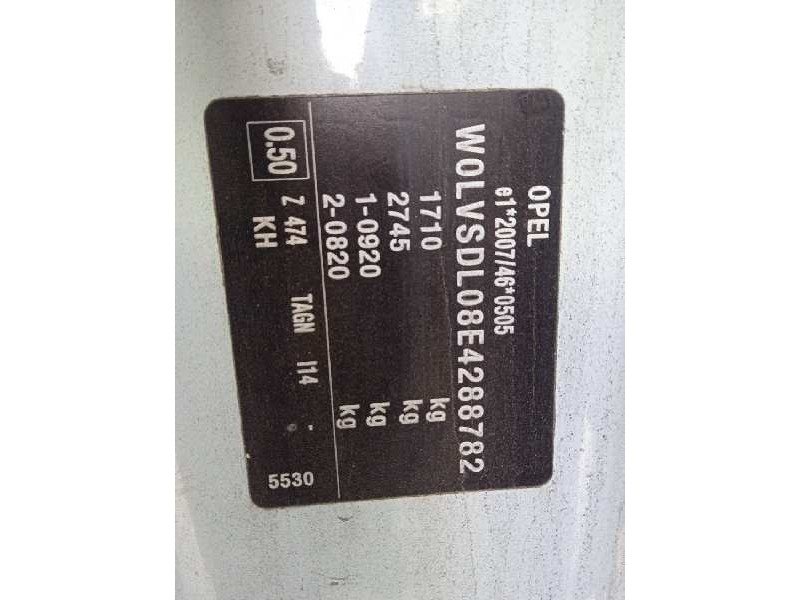 OPEL
e1*2007/46*0505
W0LVSDL08E4288782
1710 kg
2745 kg
1-0920 kg
2-0820 kg
Z 474 TAGN I14 -
0.50 KH
5530